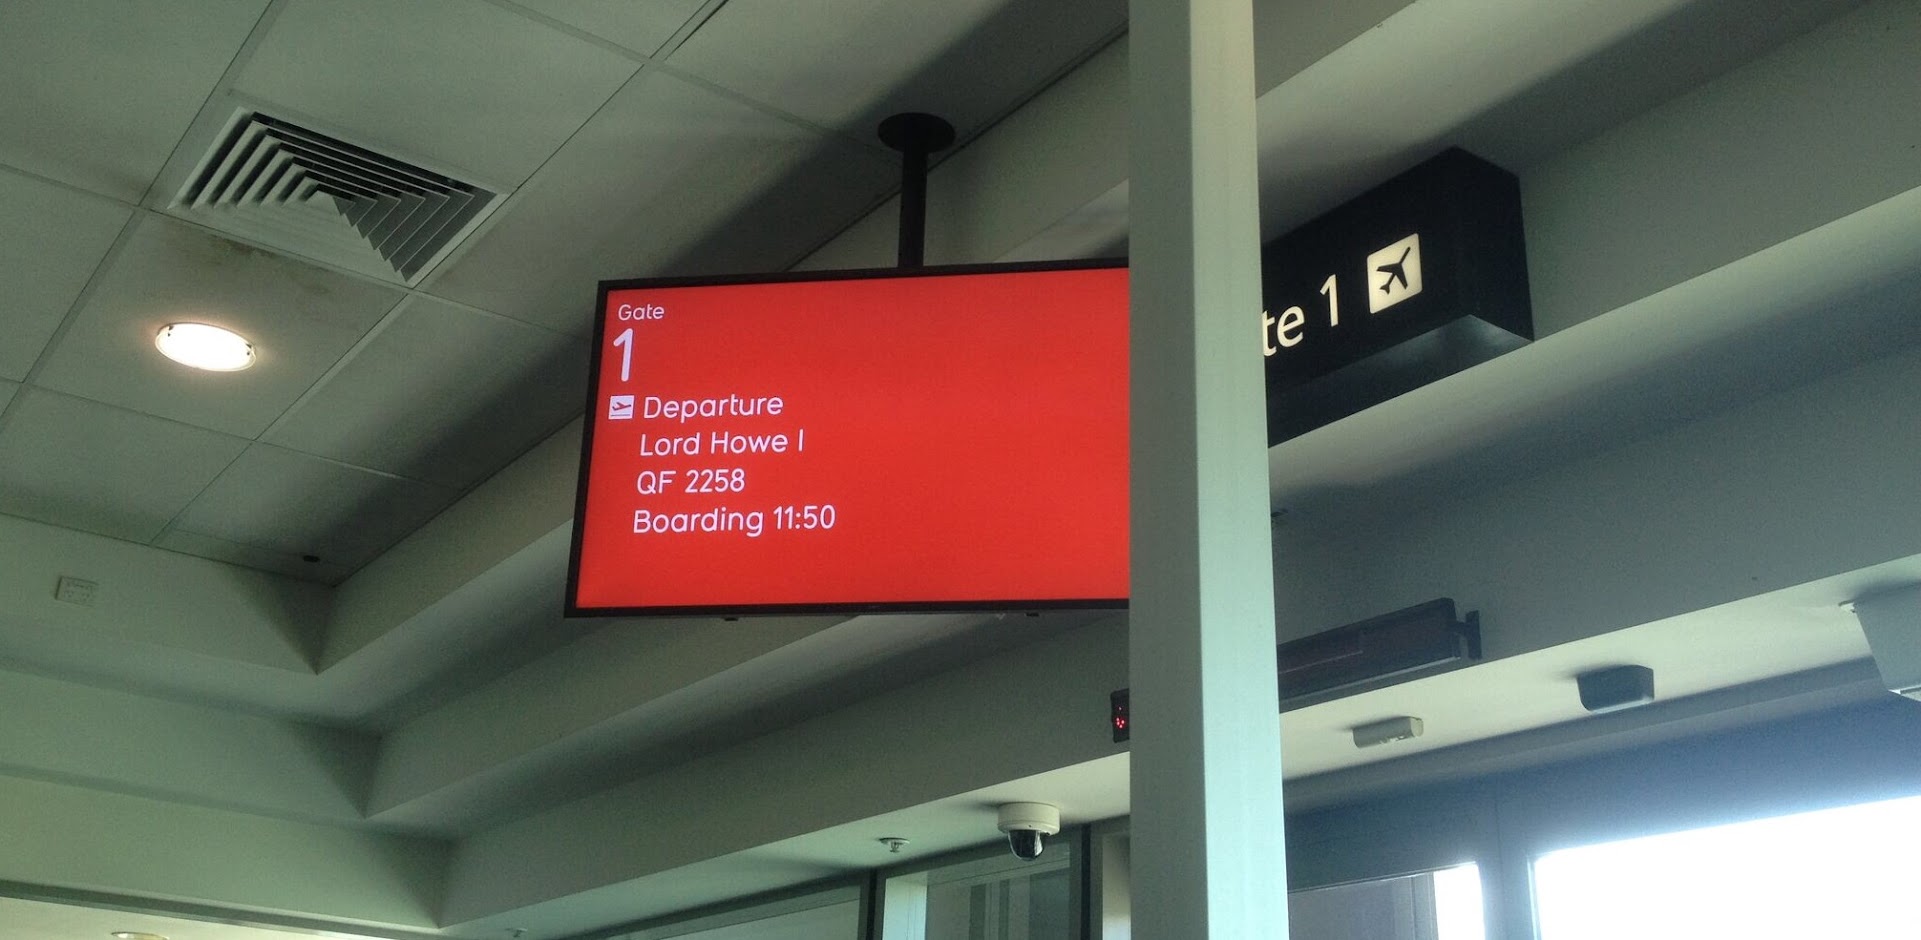 Gate
1
Departure
Lord Howe I
QF 2258
Boarding 11:50
te 1